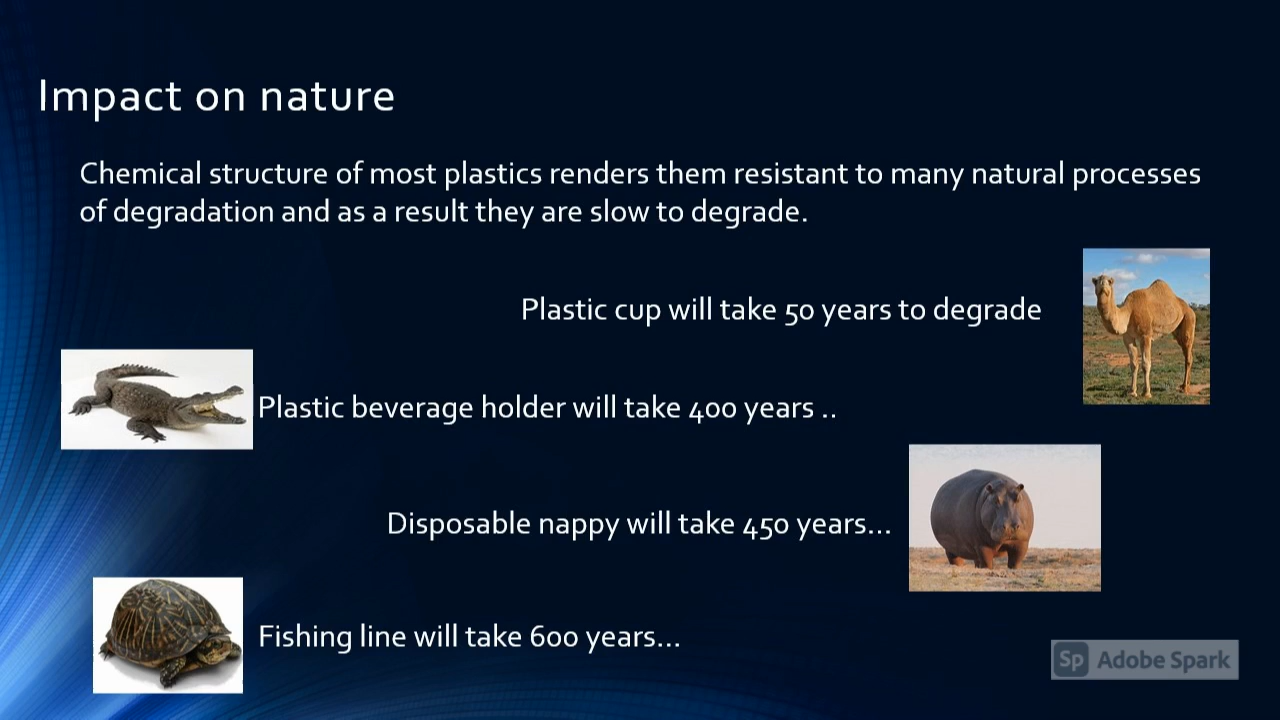 Impact on nature
Chemical structure of most plastics renders them resistant to many natural processes
of degradation and as a result they are slow to degrade.
Plastic cup will take 50 years to degrade
Plastic beverage holder will take 400 years ..
Disposable nappy will take 450 years...
Fishing line will take 600 years...
Sp Adobe Spark